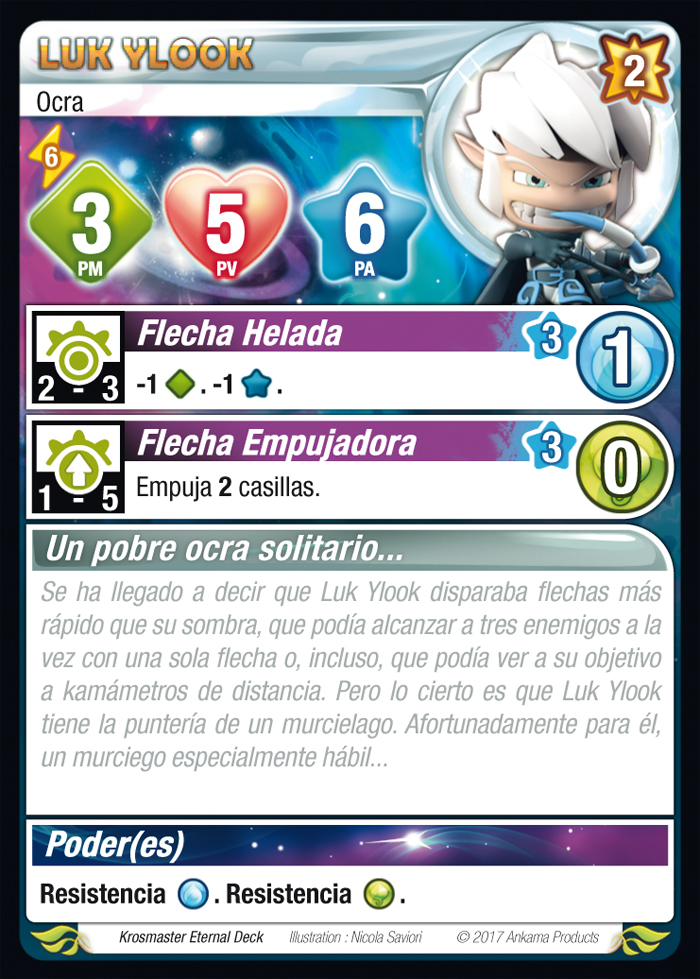 LUK YLOOK
2
Ocra
6
3
PM
5
PV
6
PA
Flecha Helada
3
1
2 - 3
-1 . -1 .
Flecha Empujadora
3
0
1 - 5
Empuja 2 casillas.
Un pobre ocra solitario...
Se ha llegado a decir que Luk Ylook disparaba flechas más
rápido que su sombra, que podía alcanzar a tres enemigos a la
vez con una sola flecha o, incluso, que podía ver a su objetivo
a kamámetros de distancia. Pero lo cierto es que Luk Ylook
tiene la puntería de un murcielago. Afortunadamente para él,
un murciego especialmente hábil...
Poder(es)
Resistencia . Resistencia .
Krosmaster Eternal Deck Illustration : Nicola Saviori © 2017 Ankama Products